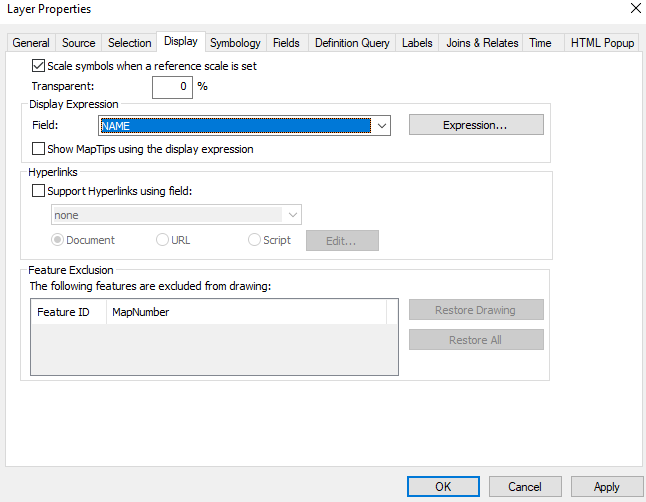 Layer Properties
General Source Selection Display Symbology Fields Definition Query Labels Joins & Relates Time HTML Popup
Scale symbols when a reference scale is set
Transparent: 0 %
Display Expression
Field: NAME Expression...
Show MapTips using the display expression
Hyperlinks
Support Hyperlinks using field:
none
Document URL Script Edit...
Feature Exclusion
The following features are excluded from drawing:
Feature ID MapNumber Restore Drawing
Restore All
OK Cancel Apply